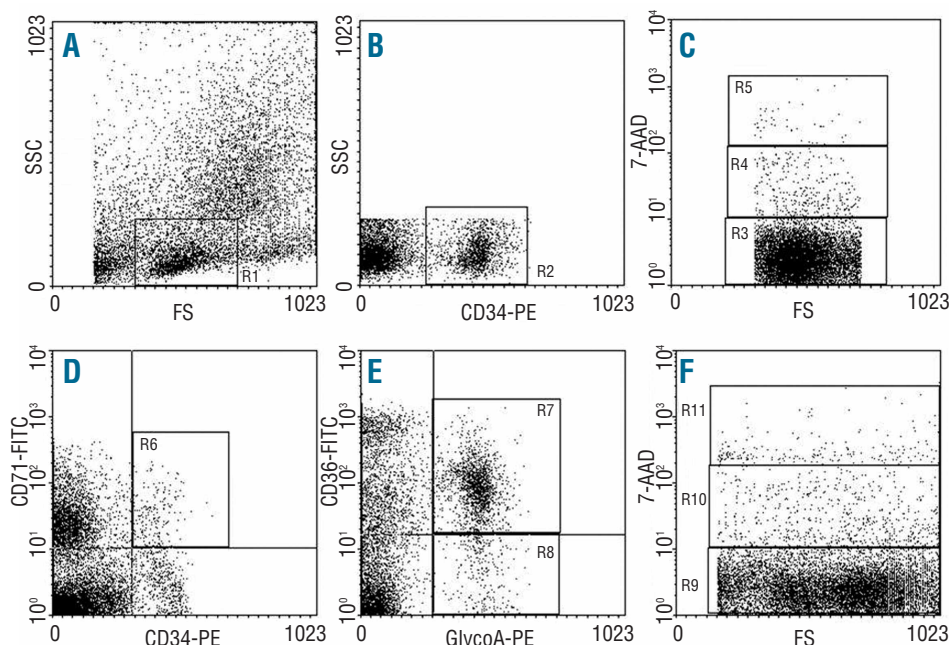 A
1023
SSC
0
R1
0
FS
1023
B
1023
SSC
0
R2
0
CD34-PE
1023
C
10⁴
10³
10²
10¹
10⁰
7-AAD
R5
R4
R3
0
FS
1023
D
10⁴
10³
10²
10¹
10⁰
CD71-FITC
R6
0
CD34-PE
1023
E
10⁴
10³
10²
10¹
10⁰
CD36-FITC
R7
R8
0
GlycoA-PE
1023
F
10⁴
10³
10²
10¹
10⁰
7-AAD
R11
R10
R9
0
FS
1023